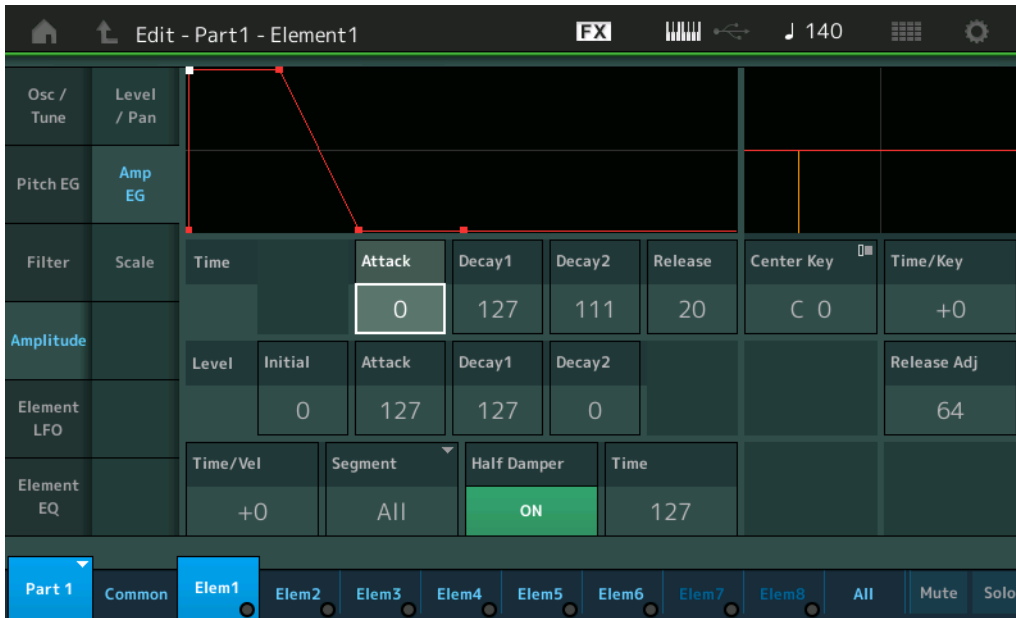 Edit - Part1 - Element1
FX
♩ 140
Osc /
Tune
Level
/ Pan
Pitch EG
Amp
EG
Filter
Scale
Time
Attack
Decay1
Decay2
Release
Center Key
Time/Key
0
127
111
20
C 0
+0
Amplitude
Level
Initial
Attack
Decay1
Decay2
Release Adj
0
127
127
0
64
Element
LFO
Time/Vel
Segment
Half Damper
Time
Element
EQ
+0
All
ON
127
Part 1
Common
Elem1
Elem2
Elem3
Elem4
Elem5
Elem6
Elem7
Elem8
All
Mute
Solo